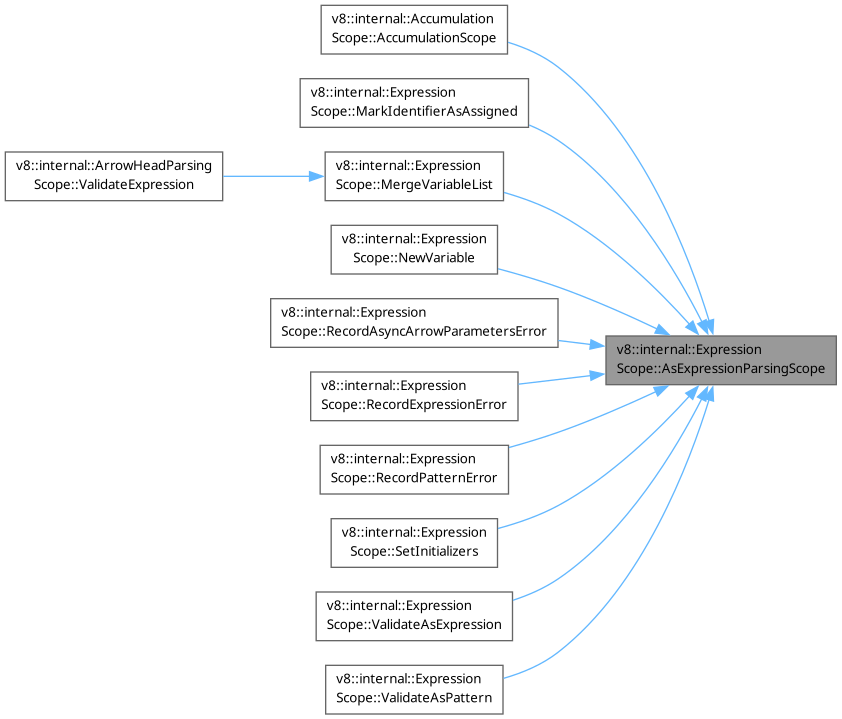 v8::internal::Accumulation
Scope::AccumulationScope
v8::internal::Expression
Scope::MarkIdentifierAsAssigned
v8::internal::ArrowHeadParsing
Scope::ValidateExpression
v8::internal::Expression
Scope::MergeVariableList
v8::internal::Expression
Scope::NewVariable
v8::internal::Expression
Scope::RecordAsyncArrowParametersError
v8::internal::Expression
Scope::AsExpressionParsingScope
v8::internal::Expression
Scope::RecordExpressionError
v8::internal::Expression
Scope::RecordPatternError
v8::internal::Expression
Scope::SetInitializers
v8::internal::Expression
Scope::ValidateAsExpression
v8::internal::Expression
Scope::ValidateAsPattern